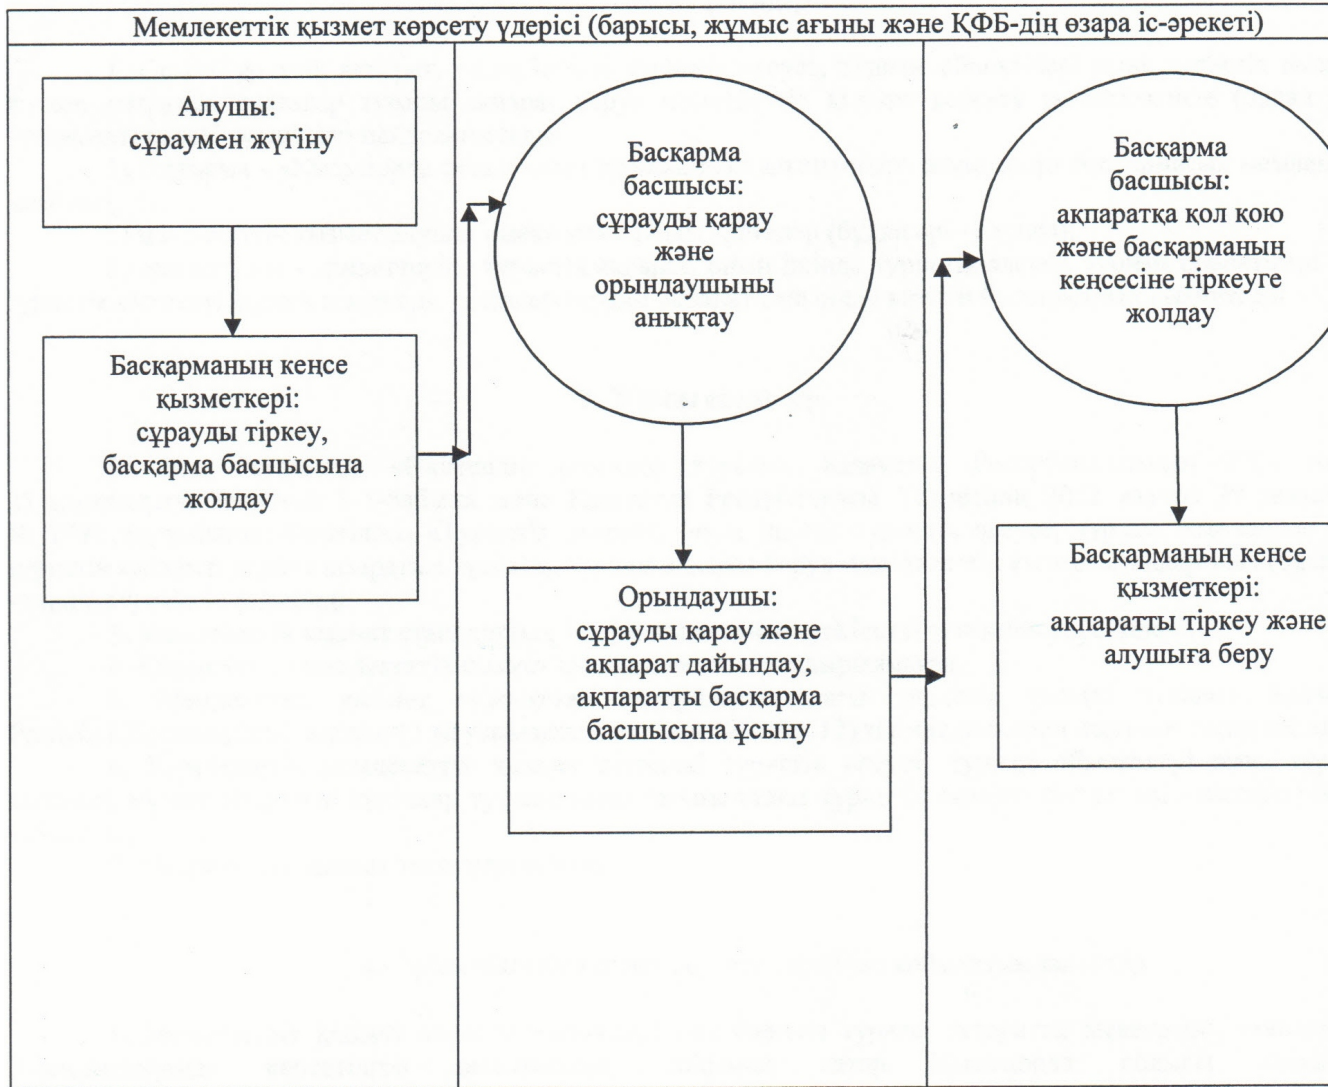 Мемлекеттік қызмет көрсету үдерісі (барысы, жұмыс ағыны және ҚФБ-дің өзара іс-әрекеті)
Алушы:
сұраумен жүгіну
Басқарманың кеңсе
қызметкері:
сұрауды тіркеу,
басқарма басшысына
жолдау
Басқарма
басшысы:
сұрауды қарау
және
орындаушыны
анықтау
Орындаушы:
сұрауды қарау және
ақпарат дайындау,
ақпаратты басқарма
басшысына ұсыну
Басқарма
басшысы:
ақпаратқа қол қою
және басқарманың
кеңсесіне тіркеуге
жолдау
Басқарманың кеңсе
қызметкері:
ақпаратты тіркеу және
алушыға беру